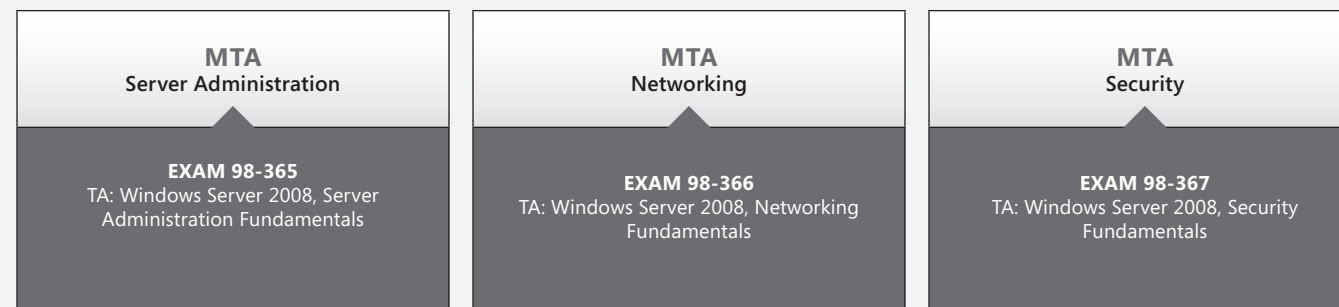 MTA
Server Administration
EXAM 98-365
TA: Windows Server 2008, Server
Administration Fundamentals
MTA
Networking
EXAM 98-366
TA: Windows Server 2008, Networking
Fundamentals
MTA
Security
EXAM 98-367
TA: Windows Server 2008, Security
Fundamentals